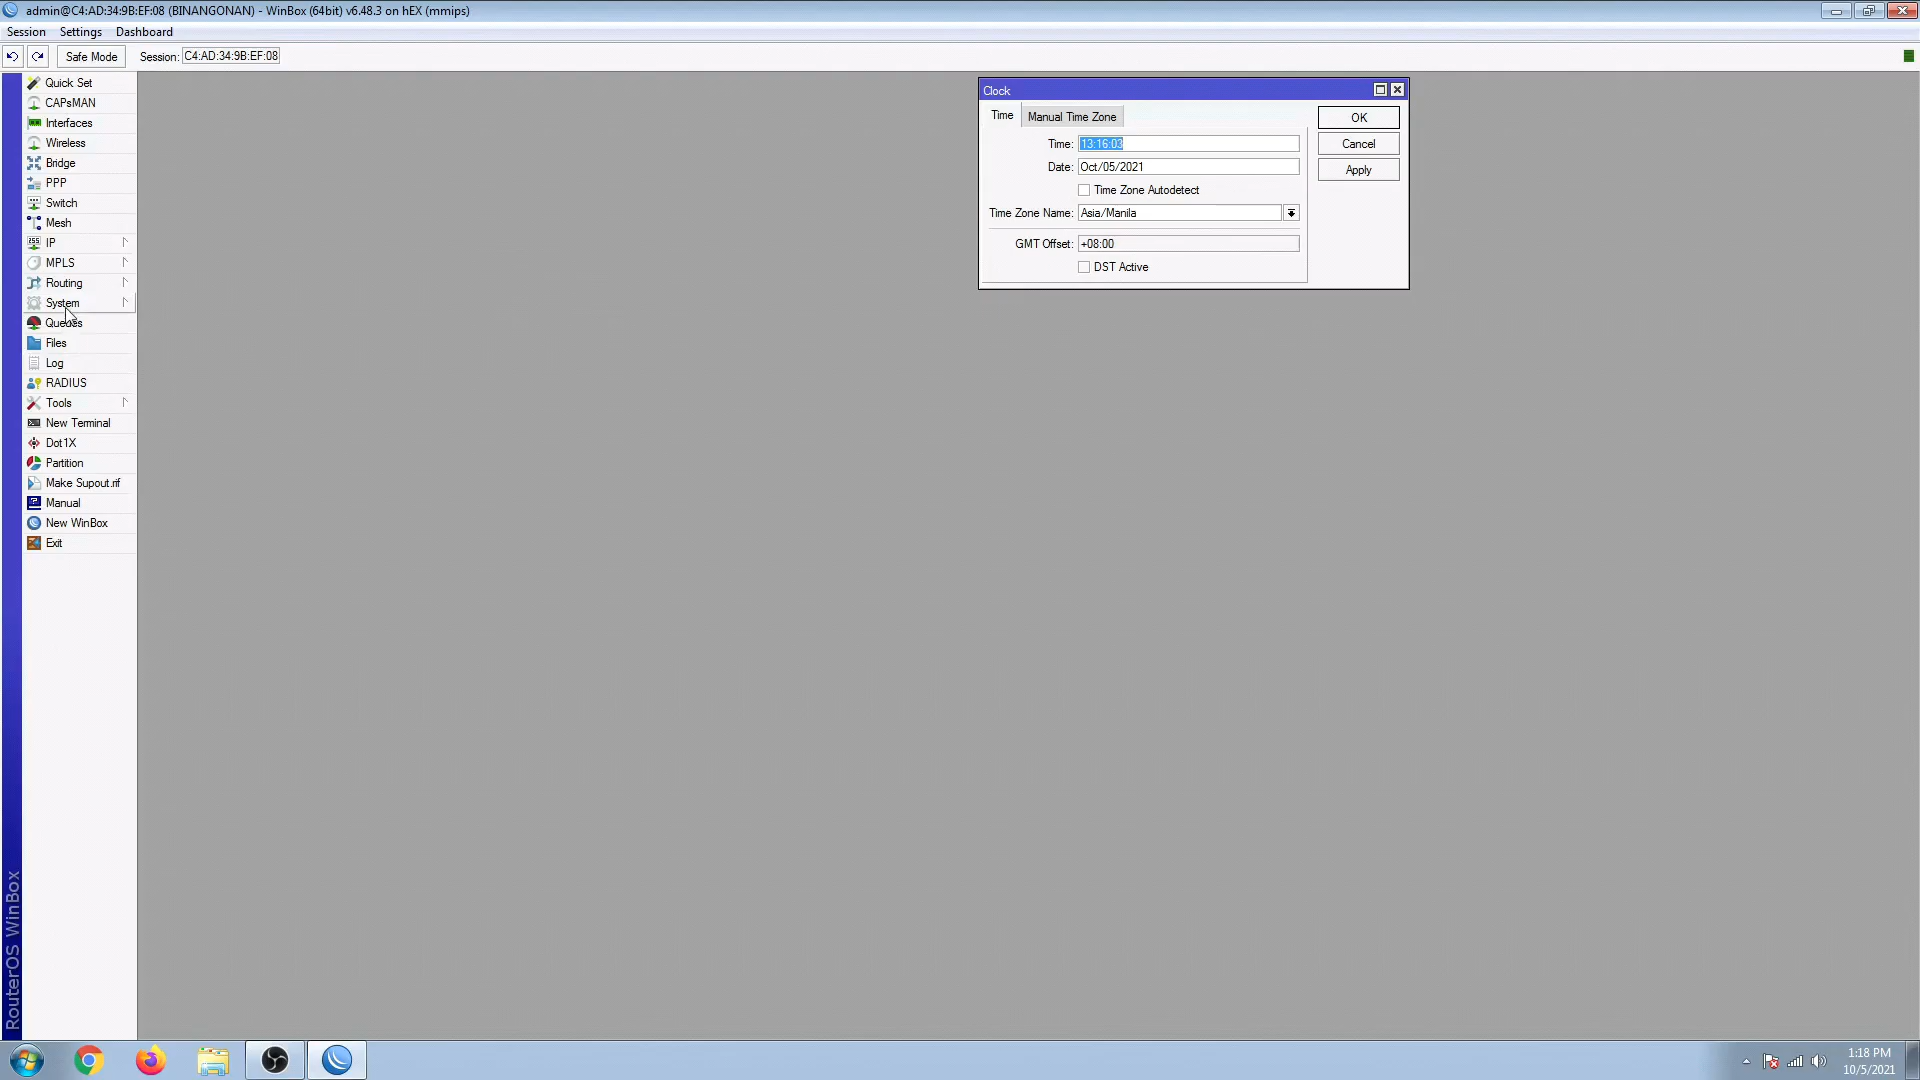 admin@C4:AD:34:9B:EF:08 (BINANGONAN) - WinBox (64bit) v6.48.3 on hEX (mmips)
Session Settings Dashboard
Safe Mode Session: C4:AD:34:9B:EF:08
Quick Set
CAPsMAN
Interfaces
Wireless
Bridge
PPP
Switch
Mesh
IP
MPLS
Routing
System
Queues
Files
Log
RADIUS
Tools
New Terminal
Dot1X
Partition
Make Supout.rif
Manual
New WinBox
Exit
RouterOS WinBox
Clock
Time Manual Time Zone
Time: 13:16:03
Date: Oct/05/2021
Time Zone Autodetect
Time Zone Name: Asia/Manila
GMT Offset: +08:00
DST Active
OK
Cancel
Apply
1:18 PM
10/5/2021